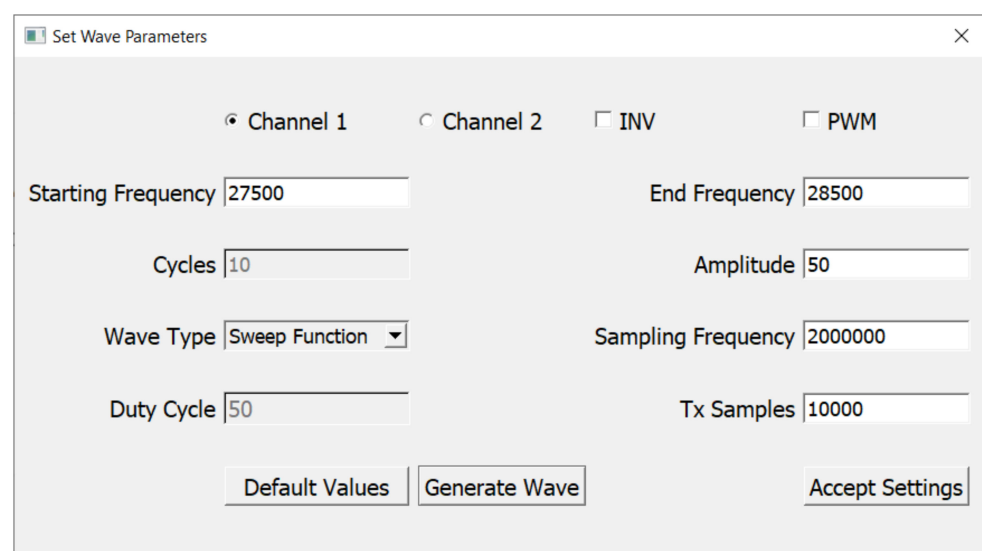 Set Wave Parameters
Channel 1 Channel 2 INV PWM
Starting Frequency 27500 End Frequency 28500
Cycles 10 Amplitude 50
Wave Type Sweep Function Sampling Frequency 2000000
Duty Cycle 50 Tx Samples 10000
Default Values Generate Wave Accept Settings